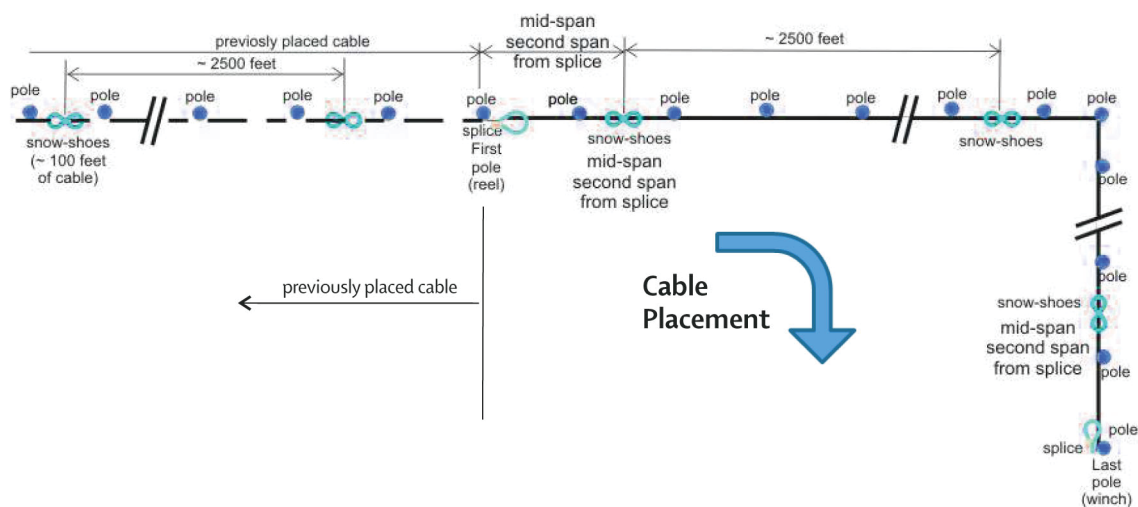 mid-span
second span
from splice
previosly placed cable
~ 2500 feet
~ 2500 feet
pole
pole
pole
pole
pole
pole
pole
pole
pole
pole
pole
pole
pole
snow-shoes
(~ 100 feet
of cable)
splice
First
pole
(reel)
snow-shoes
mid-span
second span
from splice
snow-shoes
pole
pole
previously placed cable
Cable
Placement
snow-shoes
mid-span
second span
from splice
pole
pole
splice
Last
pole
(winch)